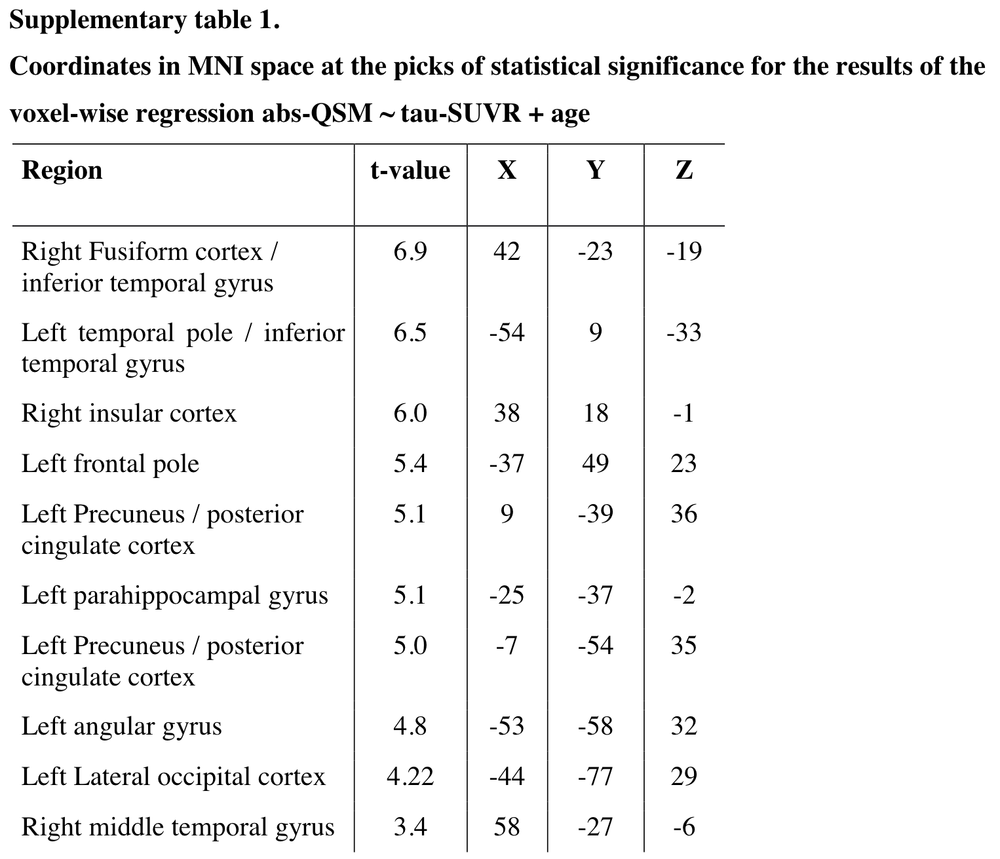 Supplementary table 1.
Coordinates in MNI space at the picks of statistical significance for the results of the
voxel-wise regression abs-QSM ~ tau-SUVR + age
Region t-value X Y Z
Right Fusiform cortex / 6.9 42 -23 -19
inferior temporal gyrus
Left temporal pole / inferior 6.5 -54 9 -33
temporal gyrus
Right insular cortex 6.0 38 18 -1
Left frontal pole 5.4 -37 49 23
Left Precuneus / posterior 5.1 9 -39 36
cingulate cortex
Left parahippocampal gyrus 5.1 -25 -37 -2
Left Precuneus / posterior 5.0 -7 -54 35
cingulate cortex
Left angular gyrus 4.8 -53 -58 32
Left Lateral occipital cortex 4.22 -44 -77 29
Right middle temporal gyrus 3.4 58 -27 -6